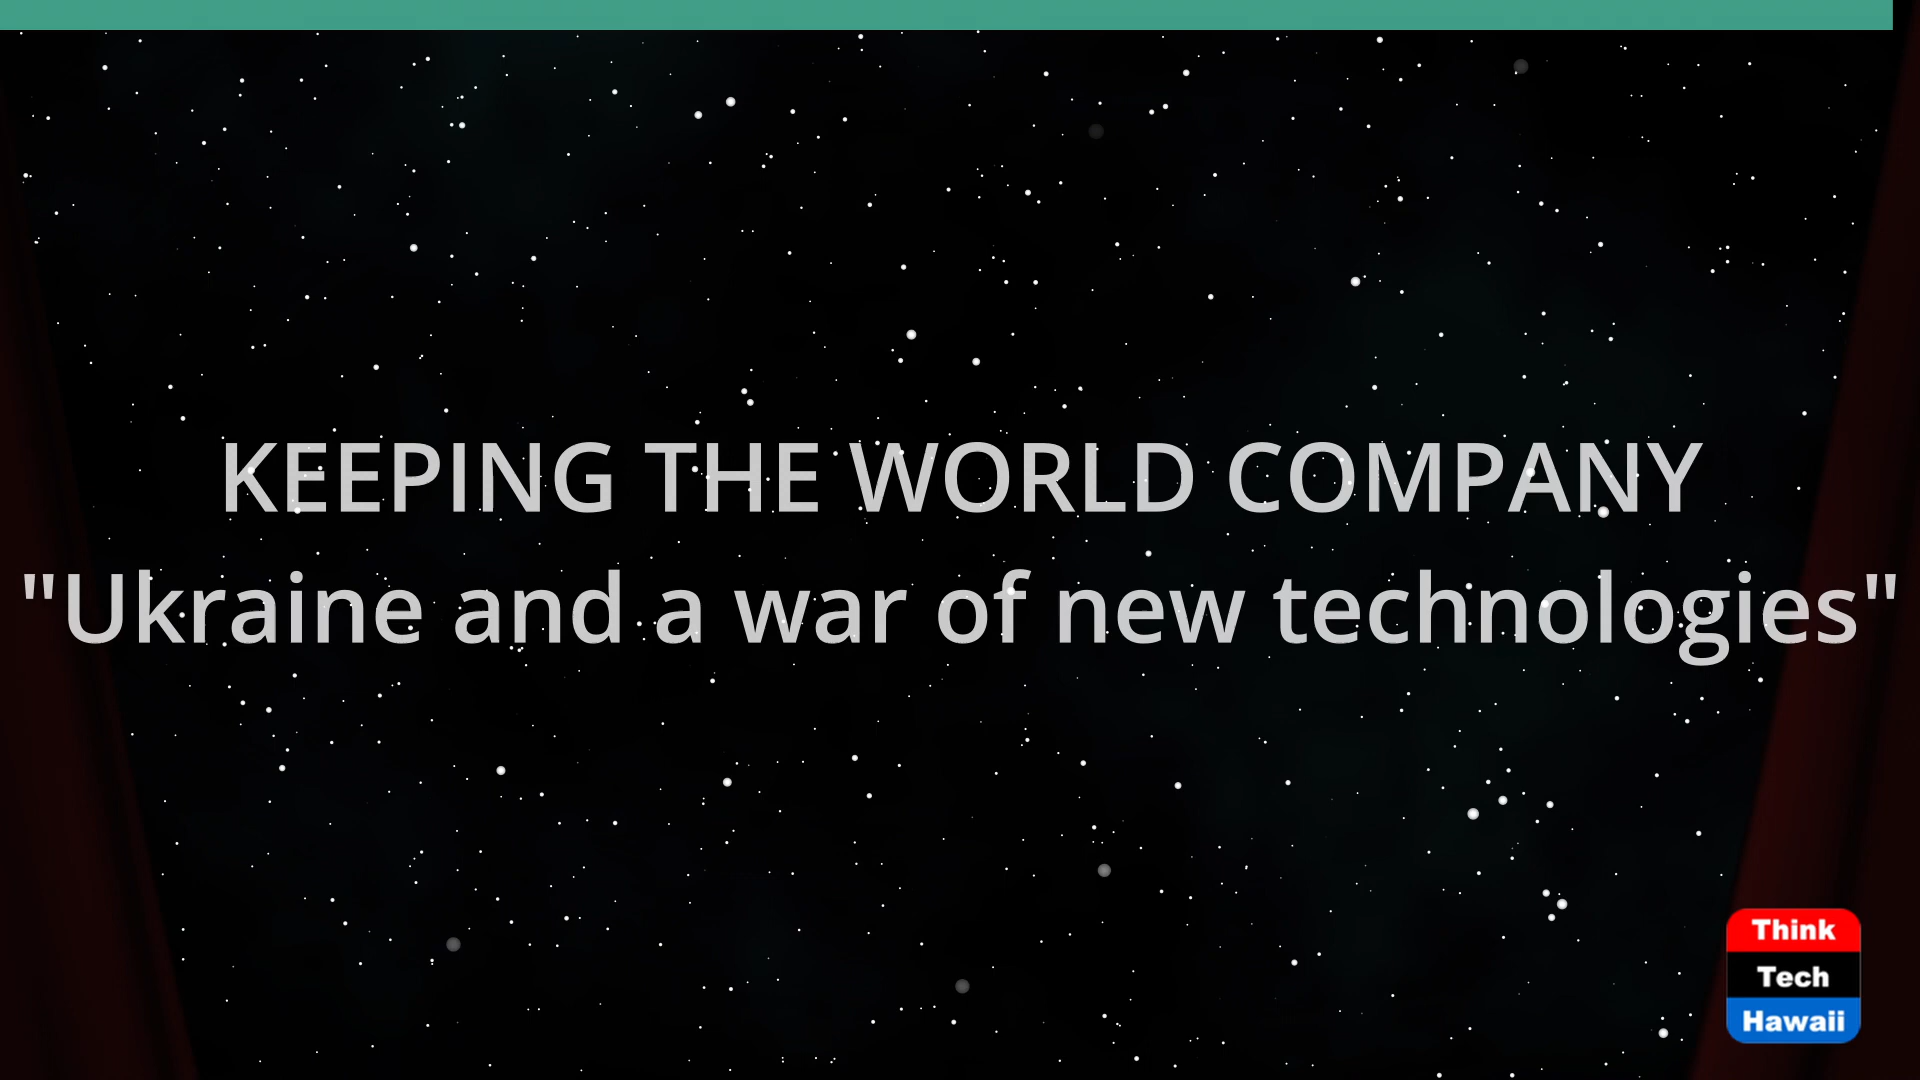 KEEPING THE WORLD COMPANY
"Ukraine and a war of new technologies"
Think
Tech
Hawaii